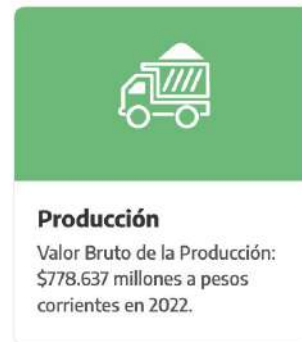 Producción
Valor Bruto de la Producción:
$778.637 millones a pesos
corrientes en 2022.